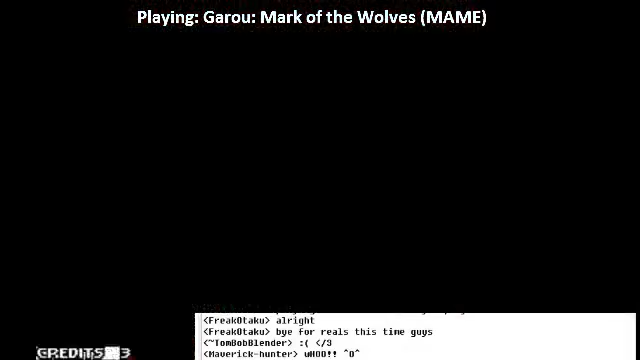 Playing: Garou: Mark of the Wolves (MAME)
<FreakOtaku> alright
<FreakOtaku> bye for reals this time guys
<~TomBobBlender> :( </3
<Maverick-hunter> wHOO!! ^O^
CREDITS 3